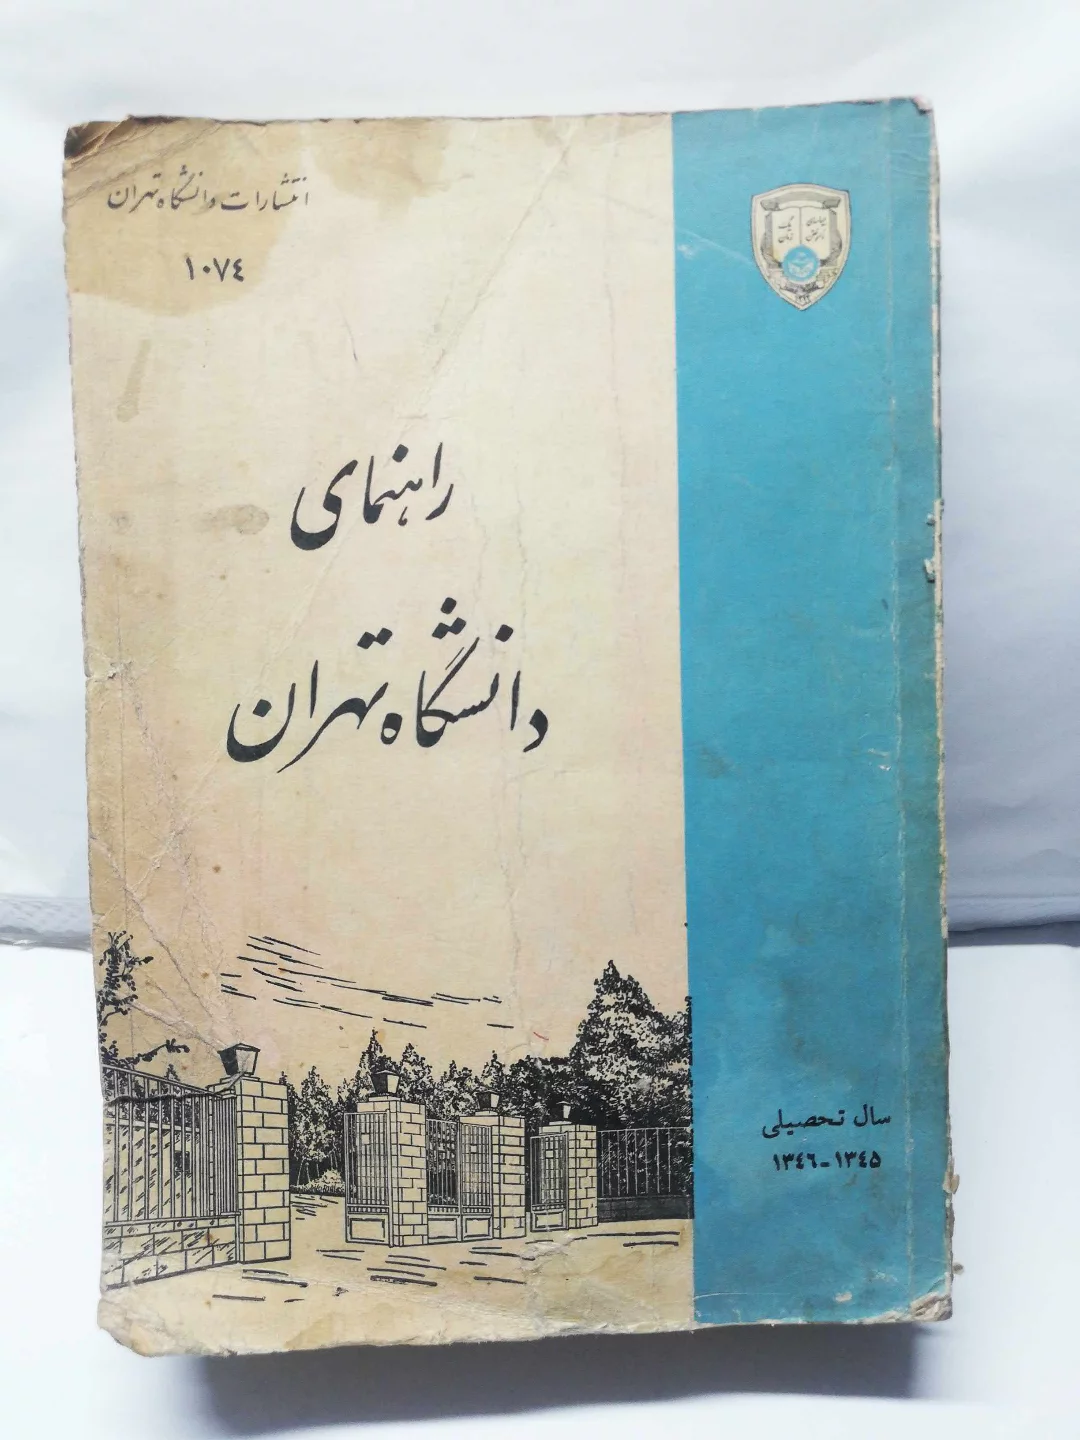 انتشارات دانشگاه تهران
۱۰۷٤
راهنمای
دانشگاه تهران
سال تحصیلی
۱۳٤۵-۱۳٤٦